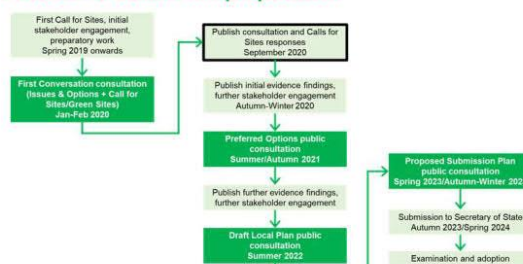 First Call for Sites, initial
stakeholder engagement,
preparatory work
Spring 2019 onwards
First Conversation consultation
(Issues & Options + Call for
Sites/Green Sites)
Jan-Feb 2020
Publish consultation and Calls for
Sites responses
September 2020
Publish initial evidence findings,
further stakeholder engagement
Autumn-Winter 2020
Preferred Options public
consultation
Summer/Autumn 2021
Publish further evidence findings,
further stakeholder engagement
Draft Local Plan public
consultation
Summer 2022
Proposed Submission Plan
public consultation
Spring 2023/Autumn-Winter
Submission to Secretary of State
Autumn 2023/Spring 2024
Examination and adoption